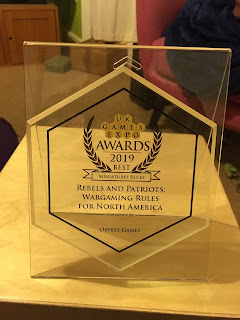 UK
GAMES
EXPO
AWARDS
2019
BEST
MINIATURES RULES
REBELS AND PATRIOTS:
WARGAMING RULES
FOR NORTH AMERICA
OSPREY GAMES